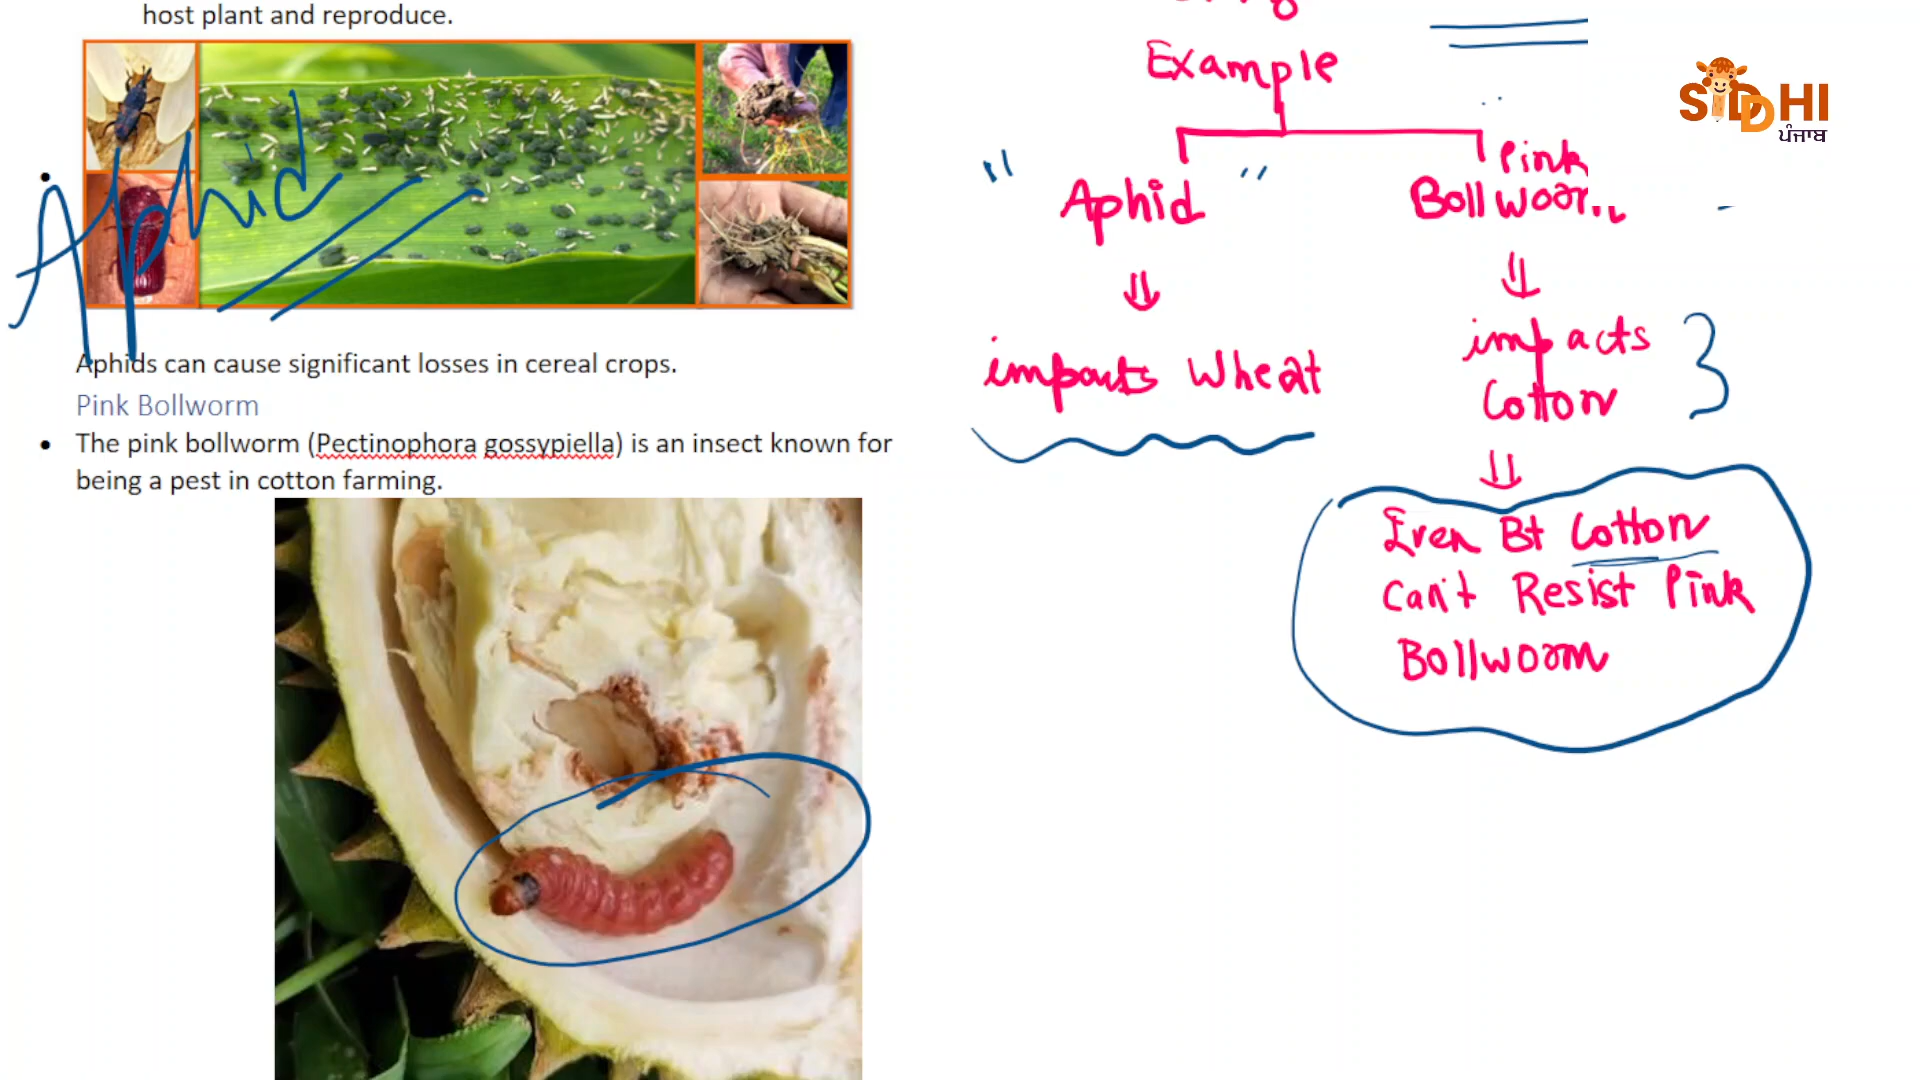 host plant and reproduce.
Aphid
Aphids can cause significant losses in cereal crops.
Pink Bollworm
The pink bollworm (Pectinophora gossypiella) is an insect known for
being a pest in cotton farming.
Example
" Aphid "
impacts Wheat
Pink
Bollworm
impacts
Cotton
Even Bt Cotton
Can't Resist Pink
Bollworm
SIDDHI
ਪੰਜਾਬ